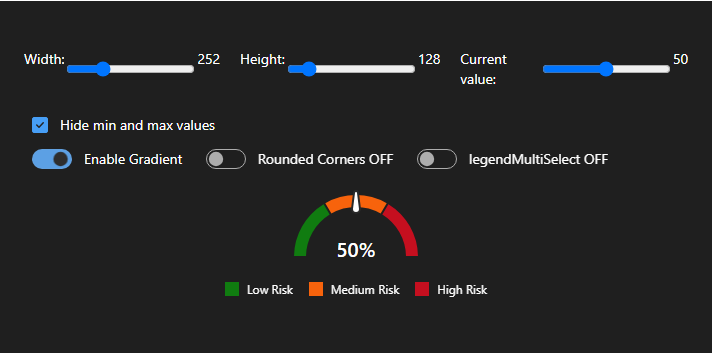 Width: 252 Height: 128 Current value: 50
Hide min and max values
Enable Gradient Rounded Corners OFF legendMultiSelect OFF
50%
Low Risk Medium Risk High Risk